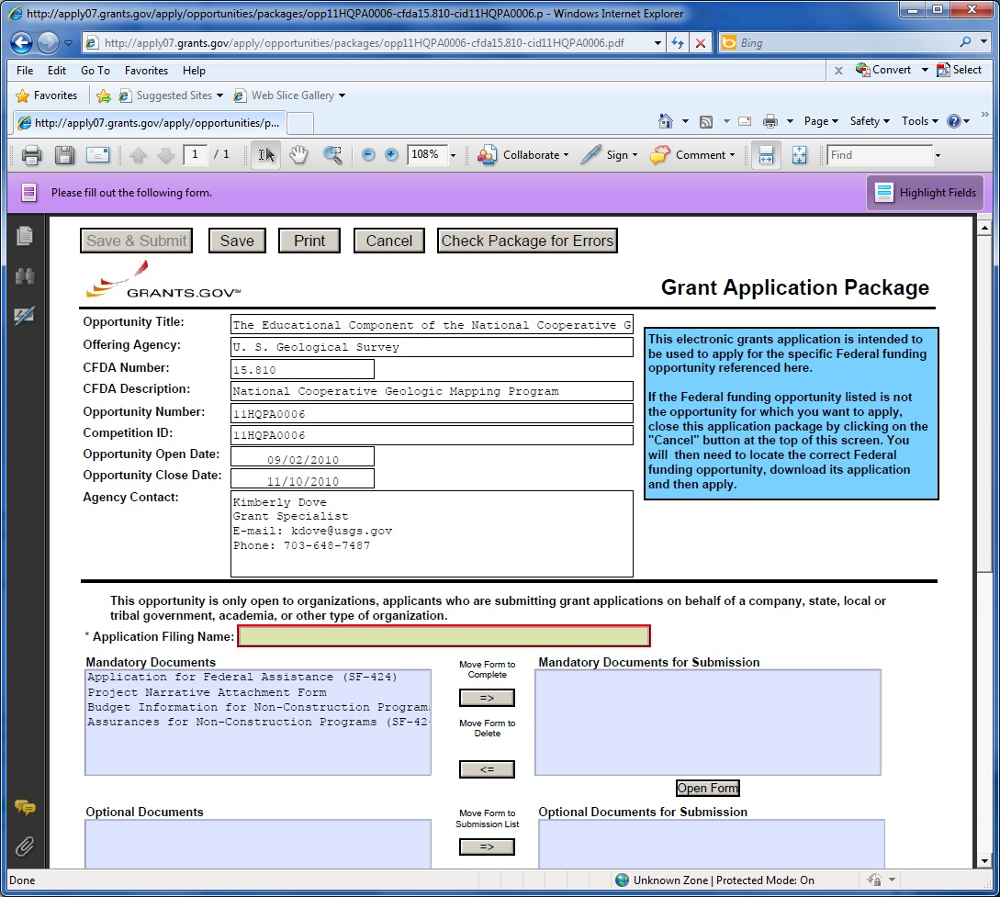 http://apply07.grants.gov/apply/opportunities/packages/opp11HQPA0006-cfda15.810-cid11HQPA0006.p - Windows Internet Explorer
http://apply07.grants.gov/apply/opportunities/packages/opp11HQPA0006-cfda15.810-cid11HQPA0006.pdf
Bing
File Edit Go To Favorites Help
Convert Select
Favorites Suggested Sites Web Slice Gallery
http://apply07.grants.gov/apply/opportunities/p...
Page Safety Tools
1 / 1 108% Collaborate Sign Comment Find
Please fill out the following form.
Highlight Fields
Save & Submit Save Print Cancel Check Package for Errors
GRANTS.GOV℠
Grant Application Package
Opportunity Title: The Educational Component of the National Cooperative G
Offering Agency: U. S. Geological Survey
CFDA Number: 15.810
CFDA Description: National Cooperative Geologic Mapping Program
Opportunity Number: 11HQPA0006
Competition ID: 11HQPA0006
Opportunity Open Date: 09/02/2010
Opportunity Close Date: 11/10/2010
Agency Contact: Kimberly Dove
Grant Specialist
E-mail: kdove@usgs.gov
Phone: 703-648-7487
This electronic grants application is intended to
be used to apply for the specific Federal funding
opportunity referenced here.
If the Federal funding opportunity listed is not
the opportunity for which you want to apply,
close this application package by clicking on the
"Cancel" button at the top of this screen. You
will then need to locate the correct Federal
funding opportunity, download its application
and then apply.
This opportunity is only open to organizations, applicants who are submitting grant applications on behalf of a company, state, local or
tribal government, academia, or other type of organization.
* Application Filing Name:
Mandatory Documents
Application for Federal Assistance (SF-424)
Project Narrative Attachment Form
Budget Information for Non-Construction Program
Assurances for Non-Construction Programs (SF-42
Move Form to
Complete
=>
Move Form to
Delete
<=
Mandatory Documents for Submission
Open Form
Optional Documents
Move Form to
Submission List
=>
Optional Documents for Submission
Done
Unknown Zone | Protected Mode: On